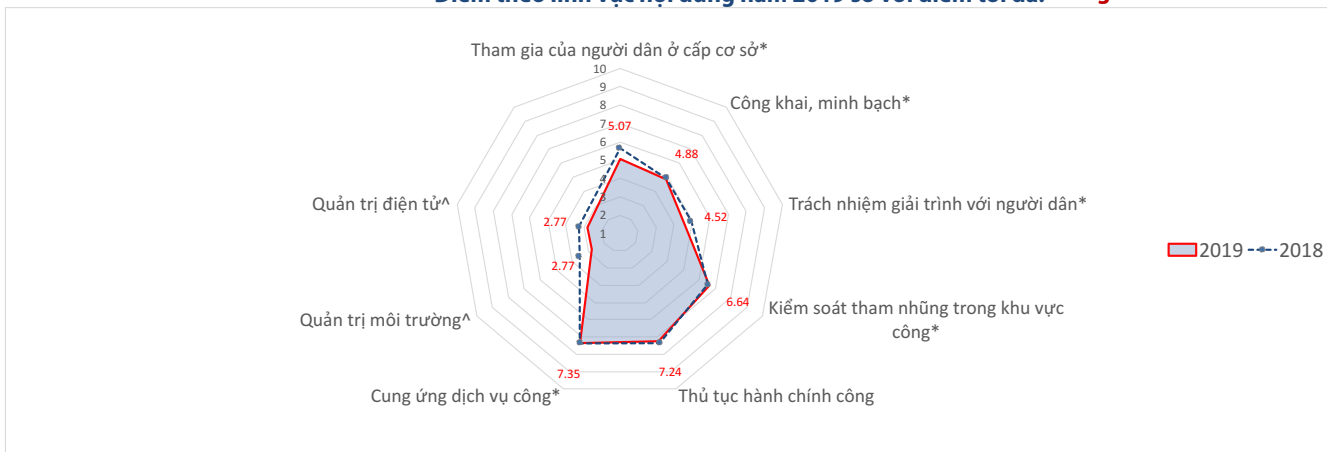 Tham gia của người dân ở cấp cơ sở*
10
9
8
7
6
5
4
3
2
1
5.07
Công khai, minh bạch*
4.88
Trách nhiệm giải trình với người dân*
4.52
Kiểm soát tham nhũng trong khu vực
công*
6.64
Thủ tục hành chính công
7.24
Cung ứng dịch vụ công*
7.35
Quản trị môi trường^
2.77
Quản trị điện tử^
2.77
2019
2018